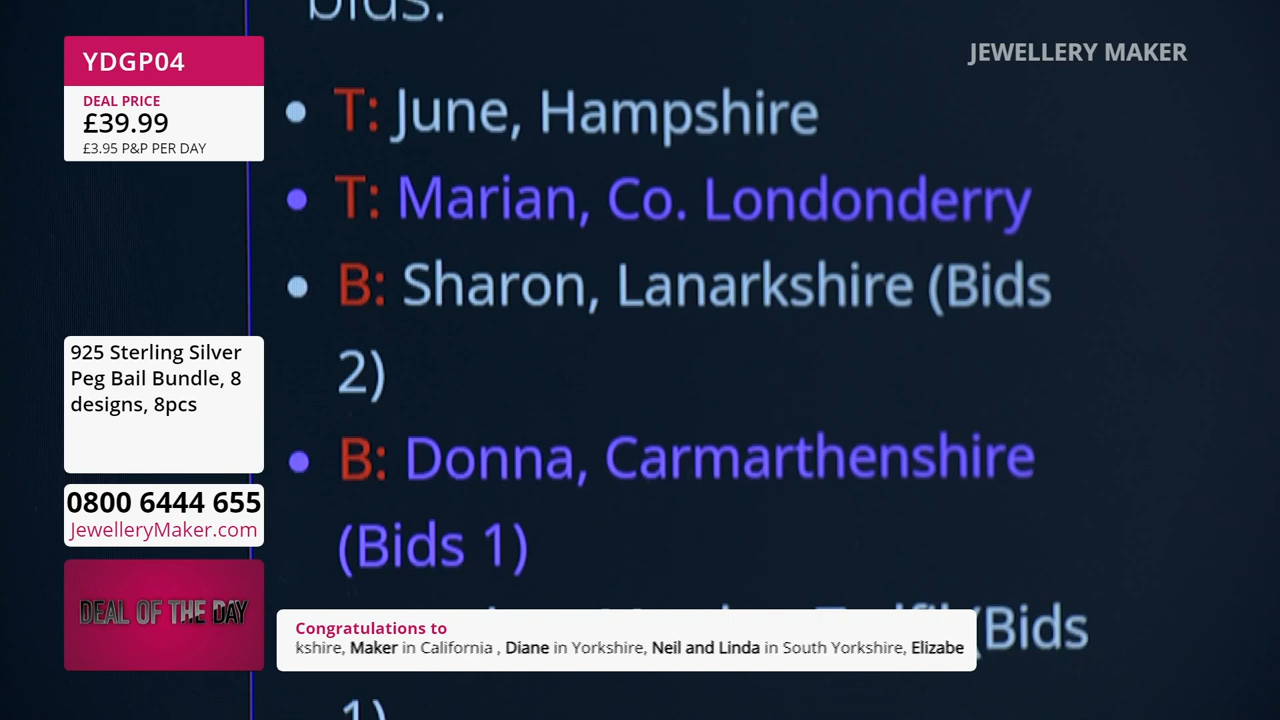 bids.
YDGP04
DEAL PRICE
£39.99
£3.95 P&P PER DAY
JEWELLERY MAKER
T: June, Hampshire
T: Marian, Co. Londonderry
B: Sharon, Lanarkshire (Bids
2)
925 Sterling Silver
Peg Bail Bundle, 8
designs, 8pcs
B: Donna, Carmarthenshire
(Bids 1)
0800 6444 655
JewelleryMaker.com
DEAL OF THE DAY
(Bids
1)
Congratulations to
kshire, Maker in California , Diane in Yorkshire, Neil and Linda in South Yorkshire, Elizabe